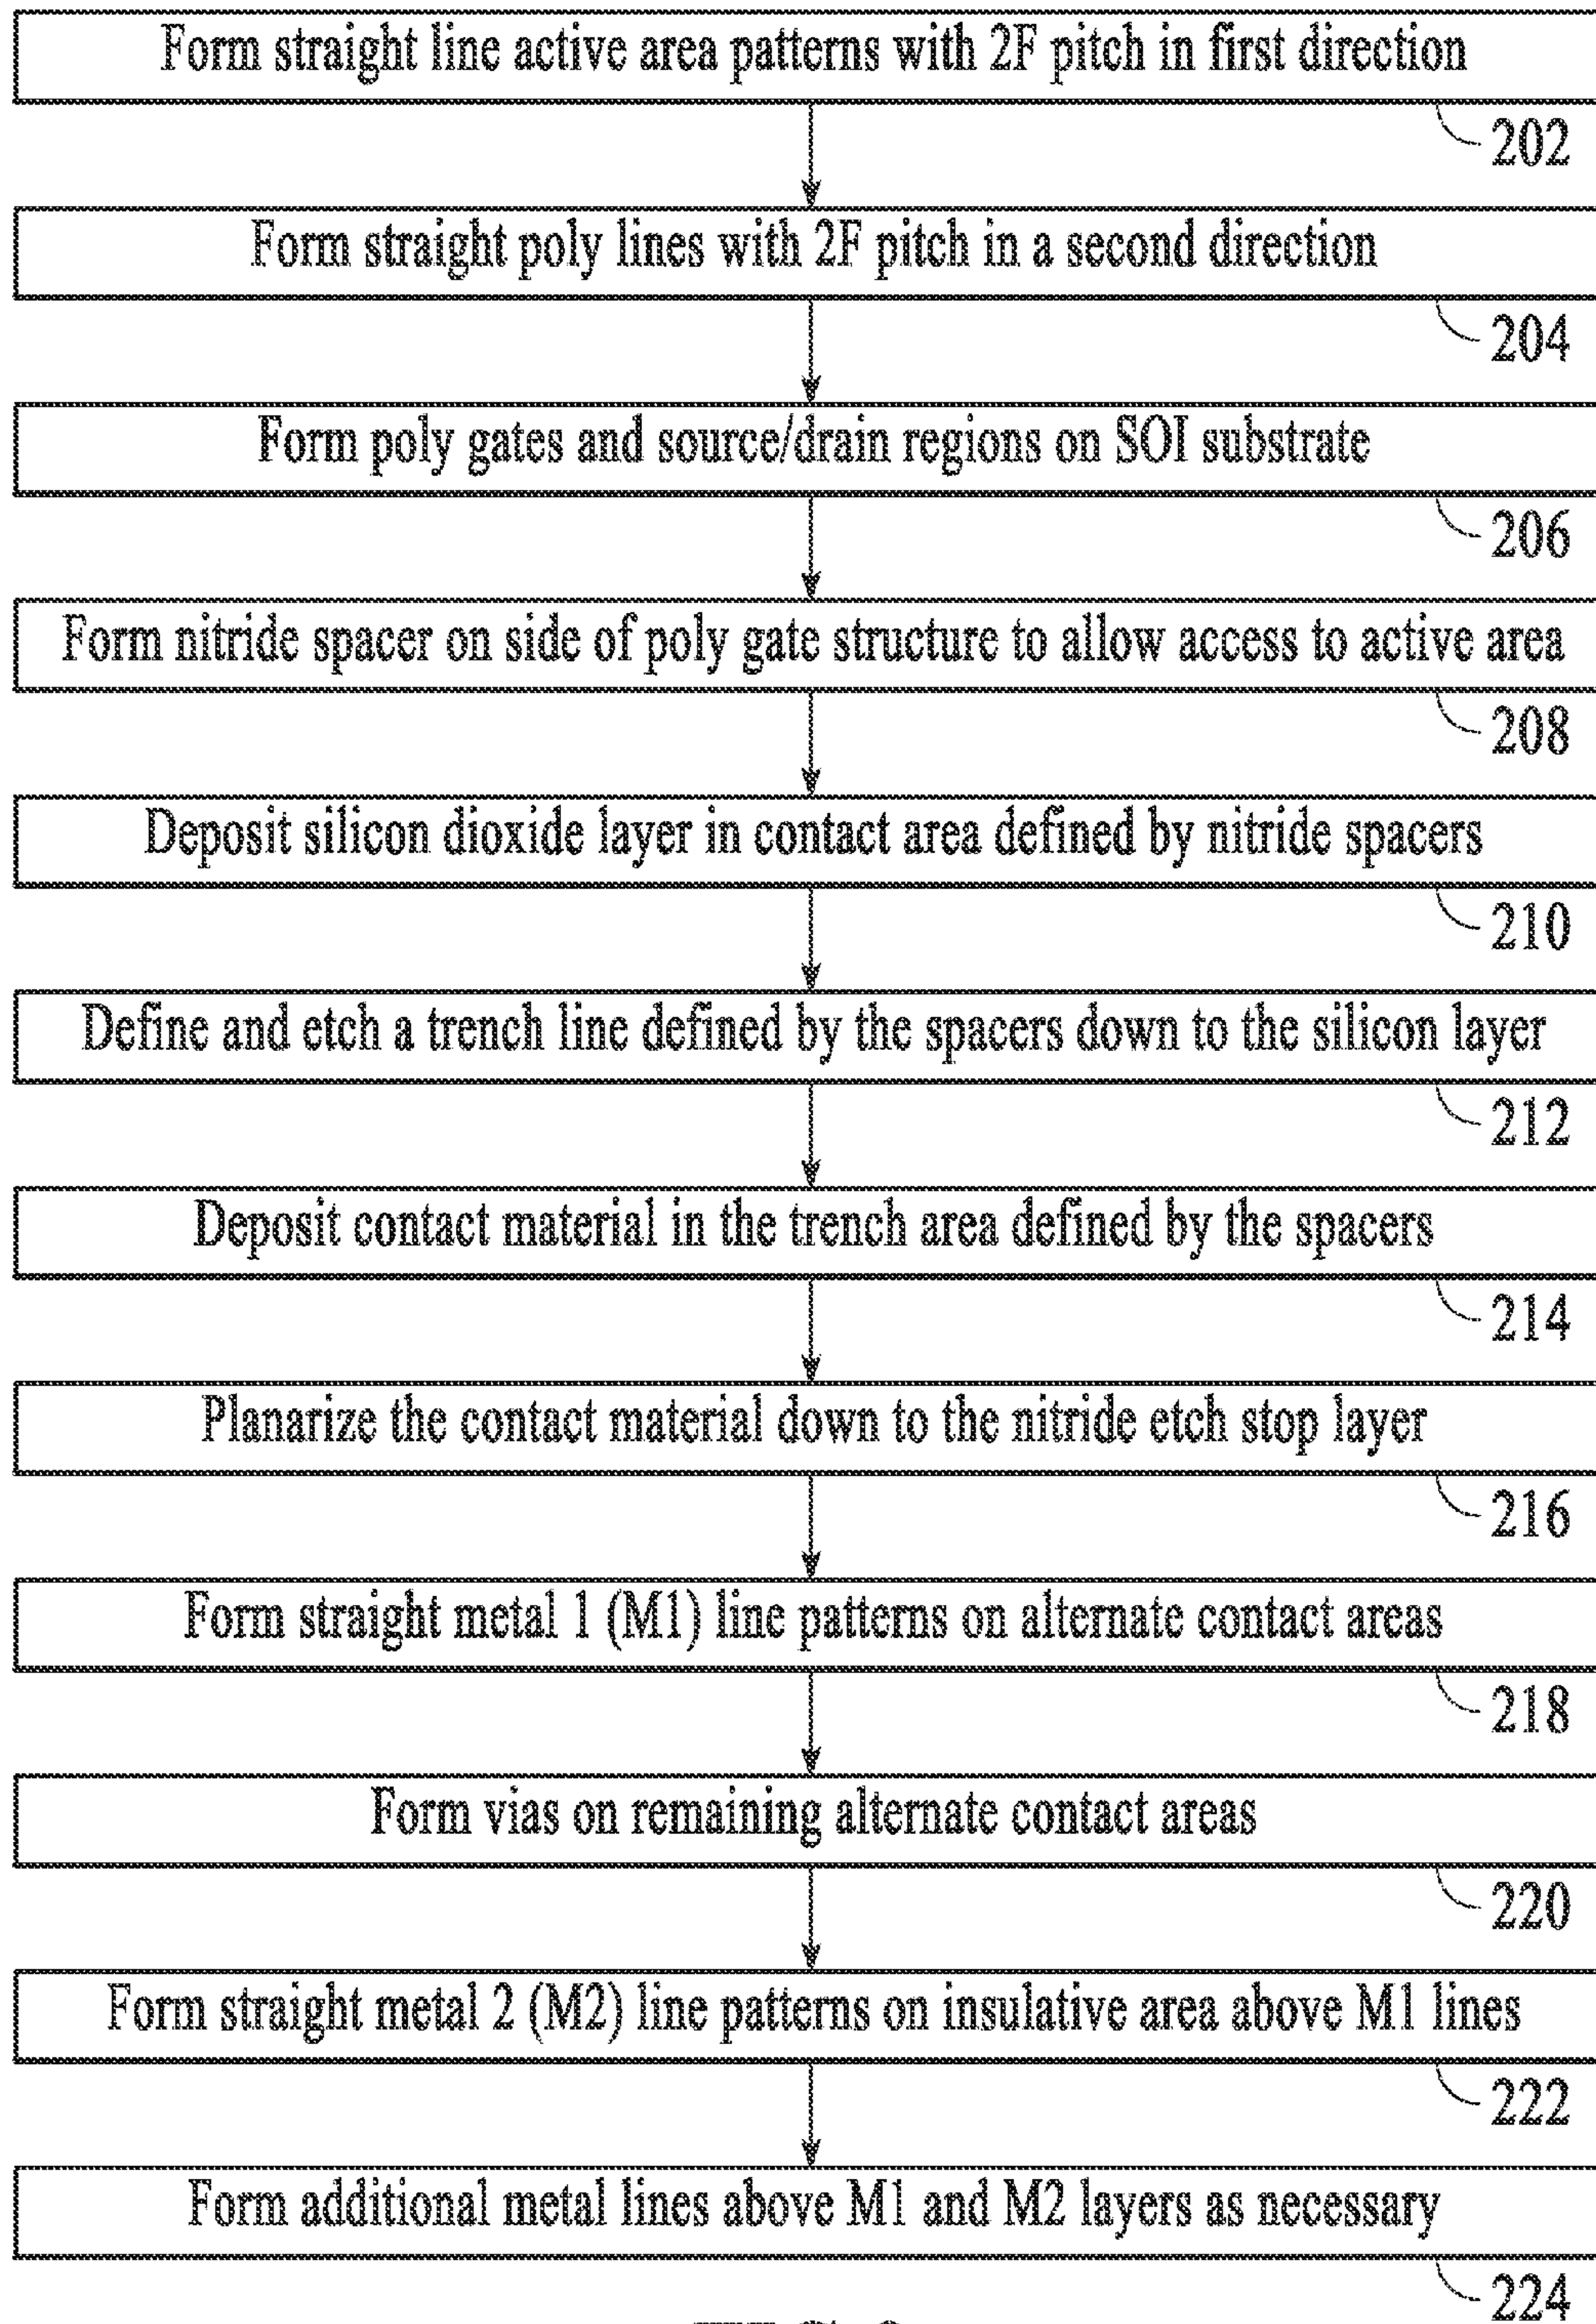 Form straight line active area patterns with 2F pitch in first direction
202
Form straight poly lines with 2F pitch in a second direction
204
Form poly gates and source/drain regions on SOI substrate
206
Form nitride spacer on side of poly gate structure to allow access to active area
208
Deposit silicon dioxide layer in contact area defined by nitride spacers
210
Define and etch a trench line defined by the spacers down to the silicon layer
212
Deposit contact material in the trench area defined by the spacers
214
Planarize the contact material down to the nitride etch stop layer
216
Form straight metal 1 (M1) line patterns on alternate contact areas
218
Form vias on remaining alternate contact areas
220
Form straight metal 2 (M2) line patterns on insulative area above M1 lines
222
Form additional metal lines above M1 and M2 layers as necessary
224